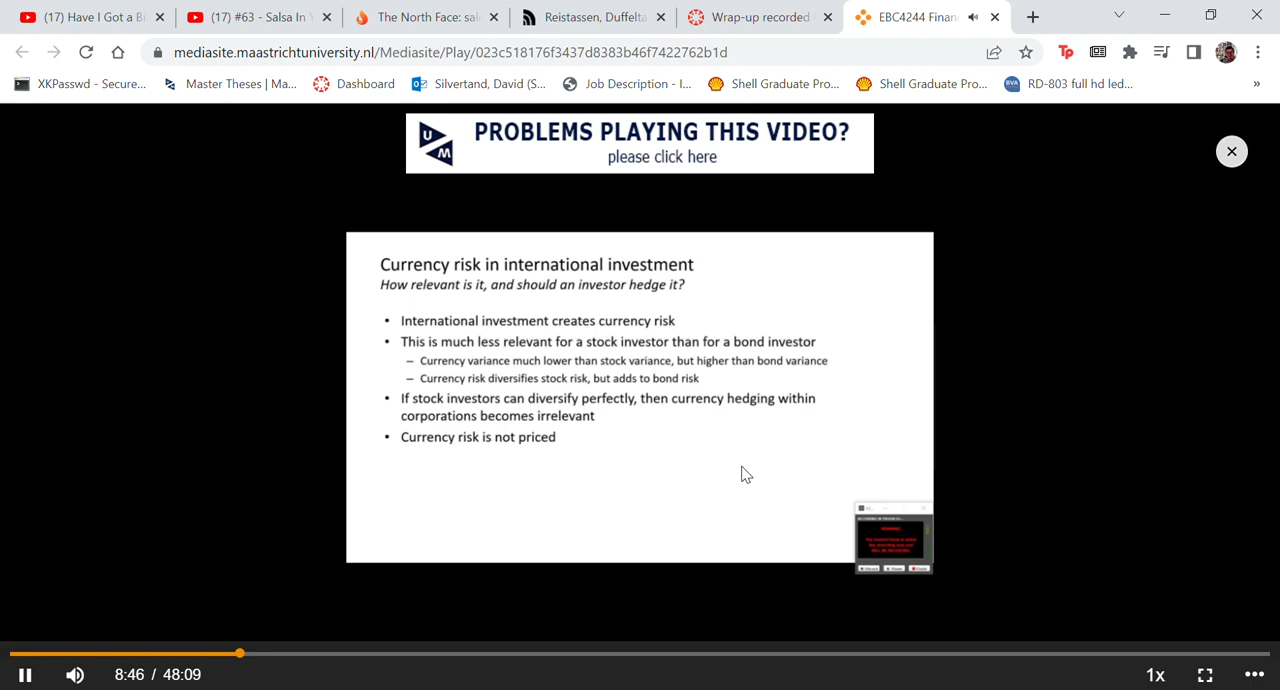 (17) Have I Got a Bi
(17) #63 - Salsa In Y
The North Face: sal
Reistassen, Duffelta
Wrap-up recorded
EBC4244 Finan
mediasite.maastrichtuniversity.nl/Mediasite/Play/023c518176f3437d8383b46f7422762b1d
XKPasswd - Secure...
Master Theses | Ma...
Dashboard
Silvertand, David (S...
Job Description - I...
Shell Graduate Pro...
Shell Graduate Pro...
RD-803 full hd led...
»
U
M
PROBLEMS PLAYING THIS VIDEO?
please click here
Currency risk in international investment
How relevant is it, and should an investor hedge it?
• International investment creates currency risk
• This is much less relevant for a stock investor than for a bond investor
– Currency variance much lower than stock variance, but higher than bond variance
– Currency risk diversifies stock risk, but adds to bond risk
• If stock investors can diversify perfectly, then currency hedging within
corporations becomes irrelevant
• Currency risk is not priced
8:46 / 48:09
1x